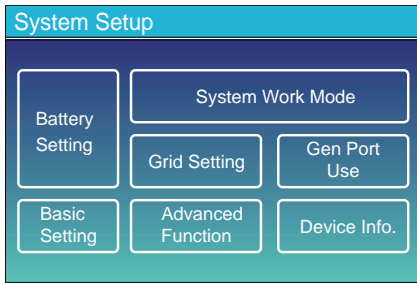 System Setup
Battery
Setting
System Work Mode
Grid Setting
Gen Port
Use
Basic
Setting
Advanced
Function
Device Info.